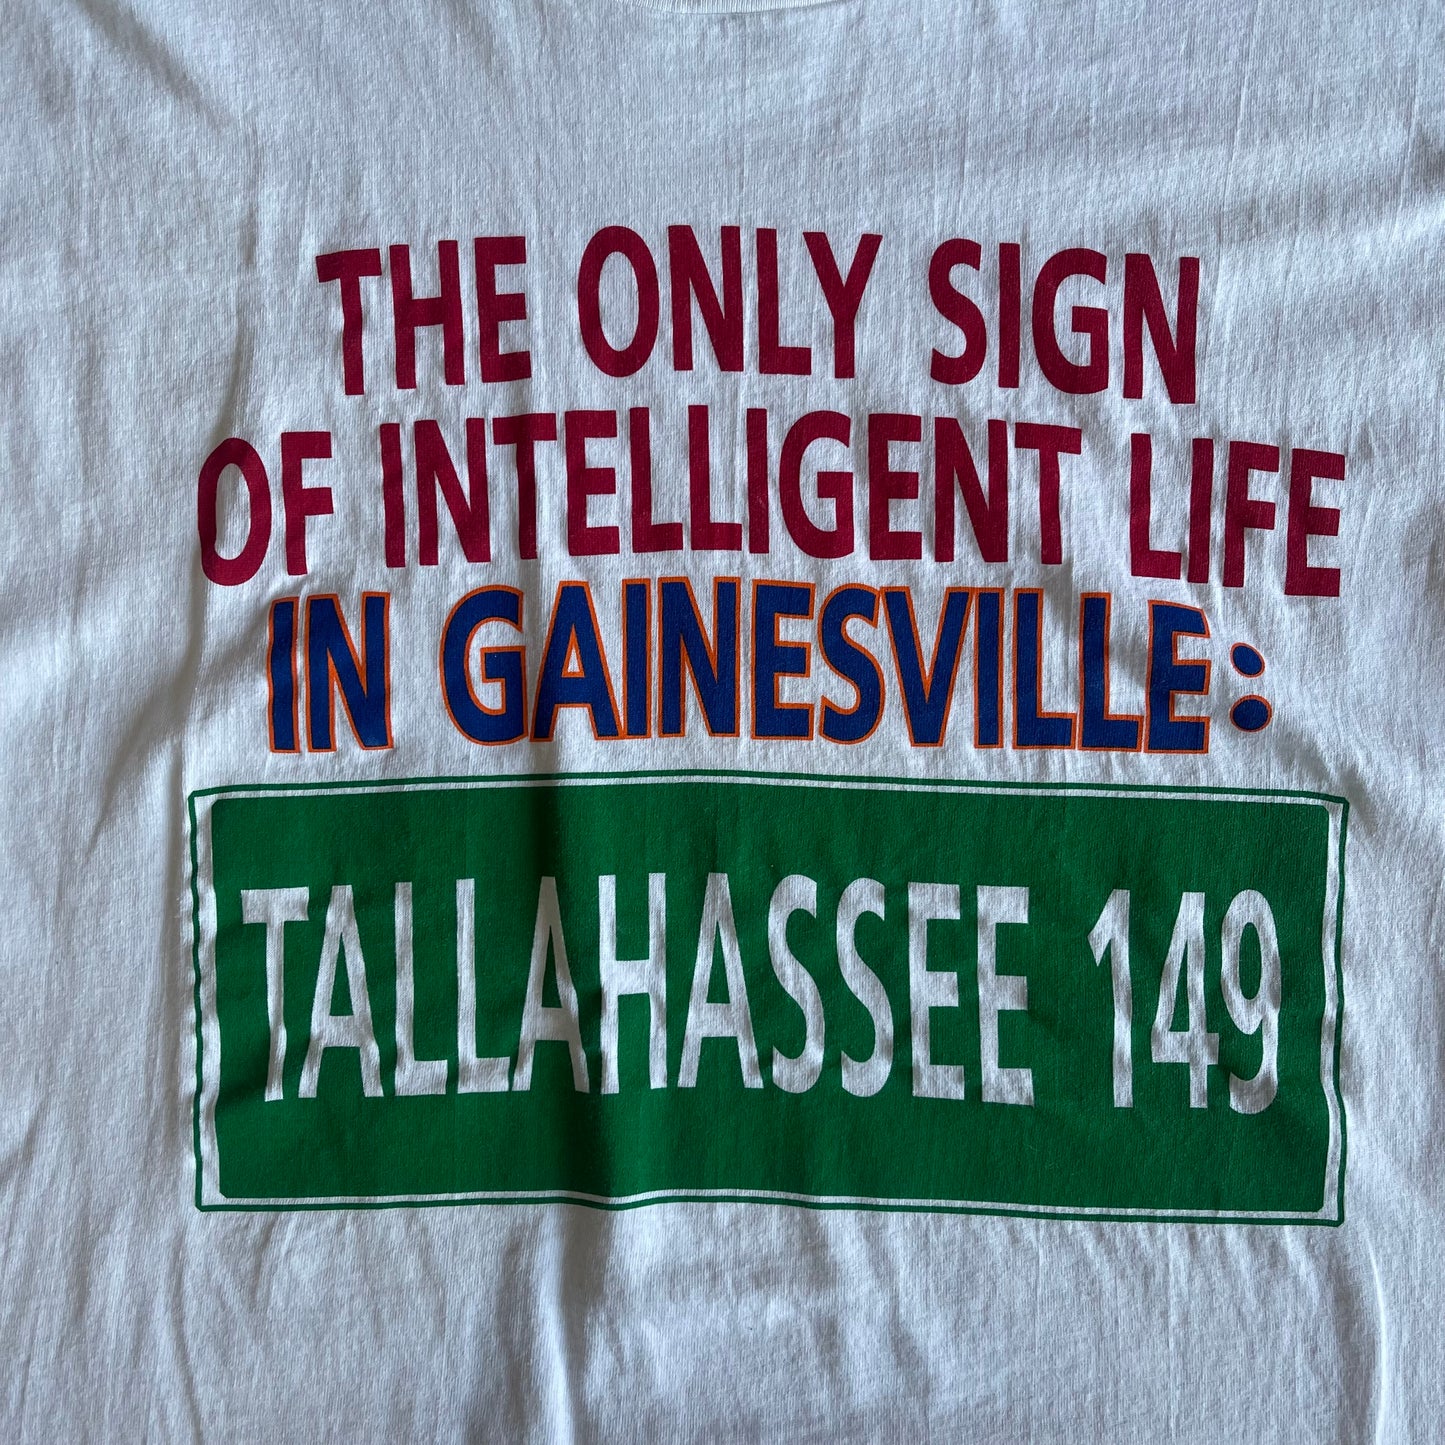 THE ONLY SIGN
OF INTELLIGENT LIFE
IN GAINESVILLE:
TALLAHASSEE 149